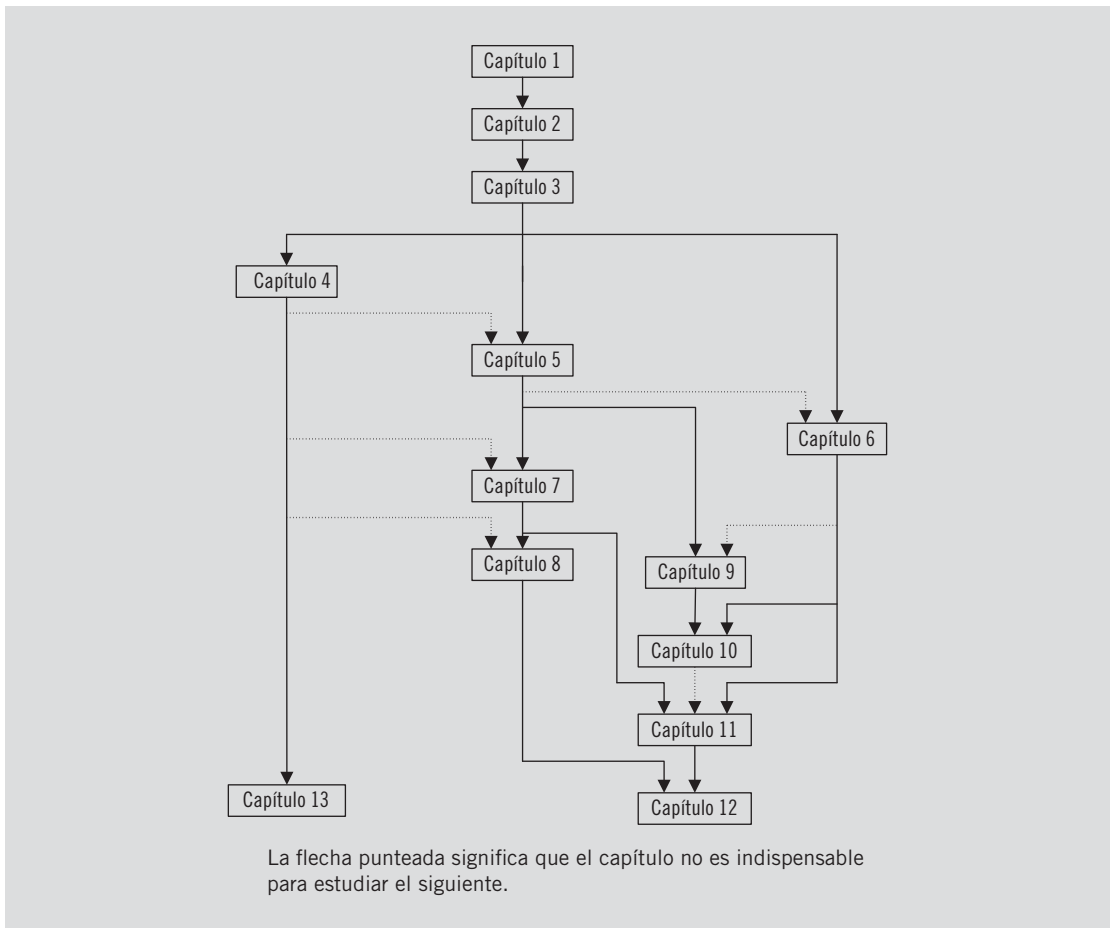 Capítulo 1
Capítulo 2
Capítulo 3
Capítulo 4
Capítulo 5
Capítulo 6
Capítulo 7
Capítulo 8
Capítulo 9
Capítulo 10
Capítulo 11
Capítulo 13
Capítulo 12
La flecha punteada significa que el capítulo no es indispensable
para estudiar el siguiente.